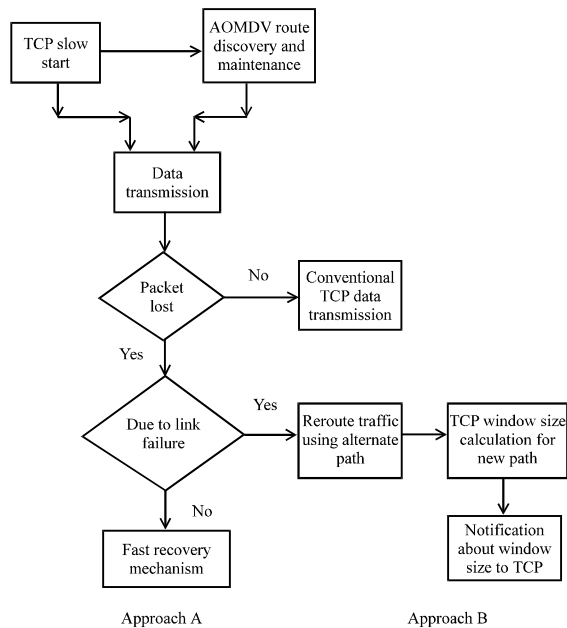 TCP slow
start
AOMDV route
discovery and
maintenance
Data
transmission
Packet
lost
No
Conventional
TCP data
transmission
Yes
Due to link
failure
Yes
Reroute traffic
using alternate
path
TCP window size
calculation for
new path
No
Fast recovery
mechanism
Notification
about window
size to TCP
Approach A
Approach B